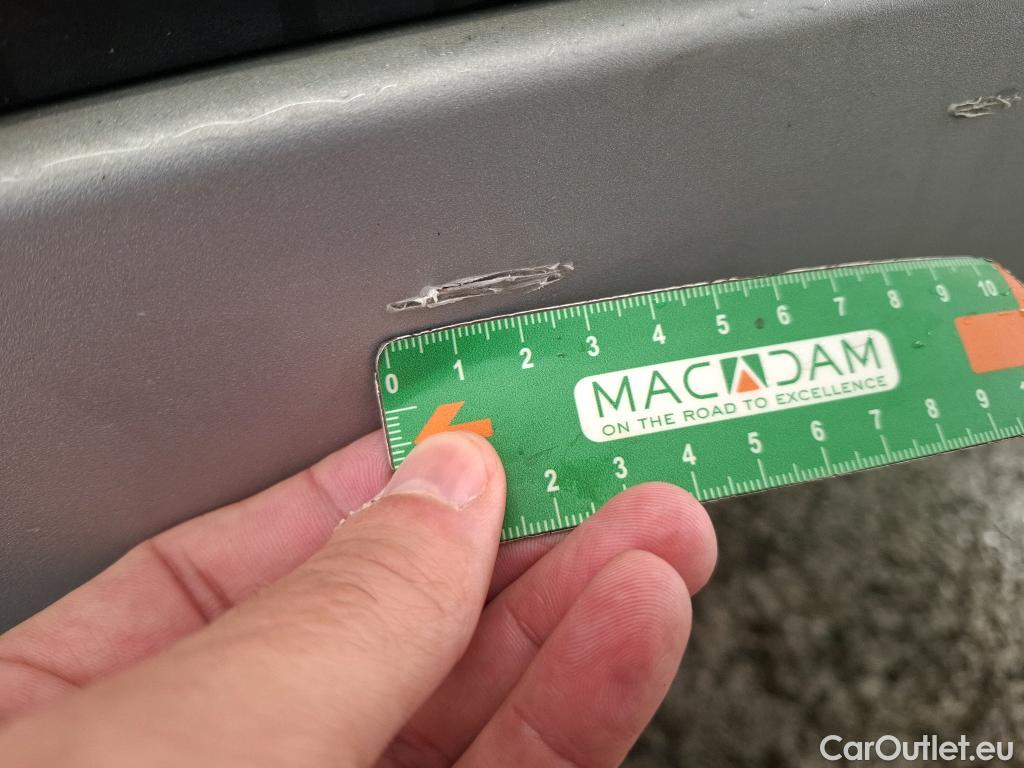 0 1 2 3 4 5 6 7 8 9 10
MACADAM
ON THE ROAD TO EXCELLENCE
2 3 4 5 6 7 8 9
CarOutlet.eu